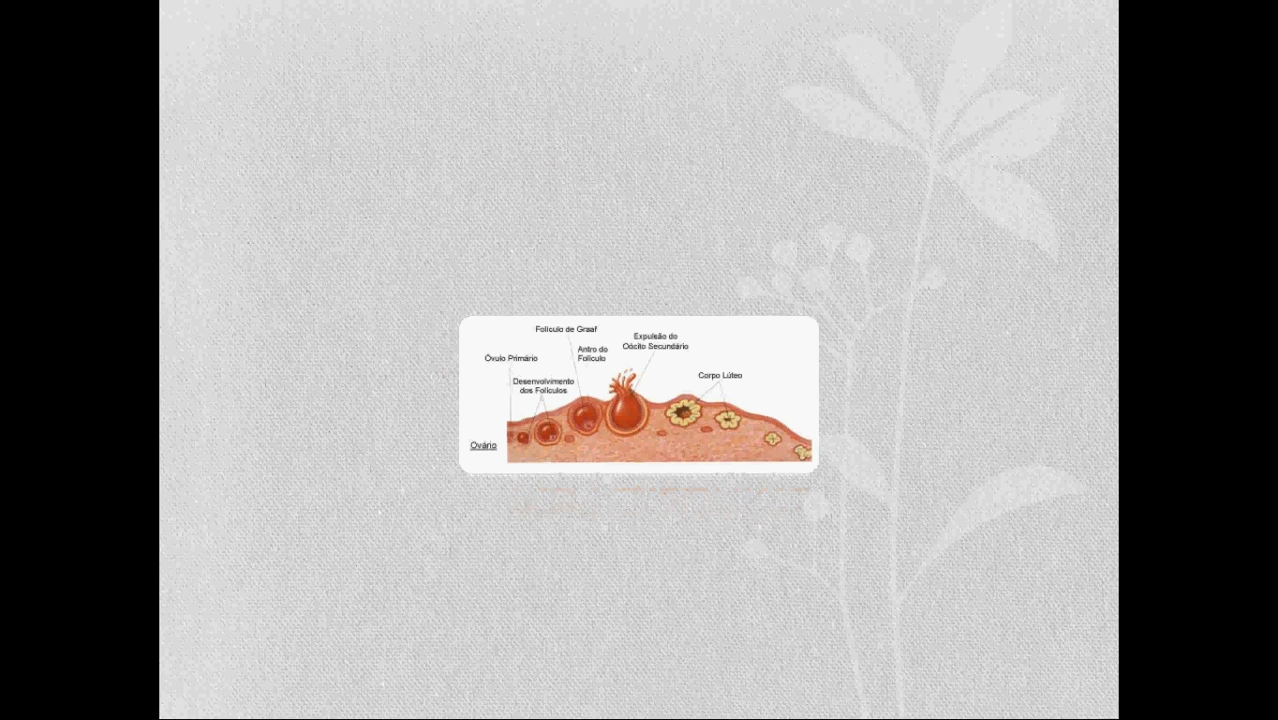 Folículo de Graaf
Expulsão do
Oócito Secundário
Antro do
Folículo
Óvulo Primário
Corpo Lúteo
Desenvolvimento
dos Folículos
Ovário